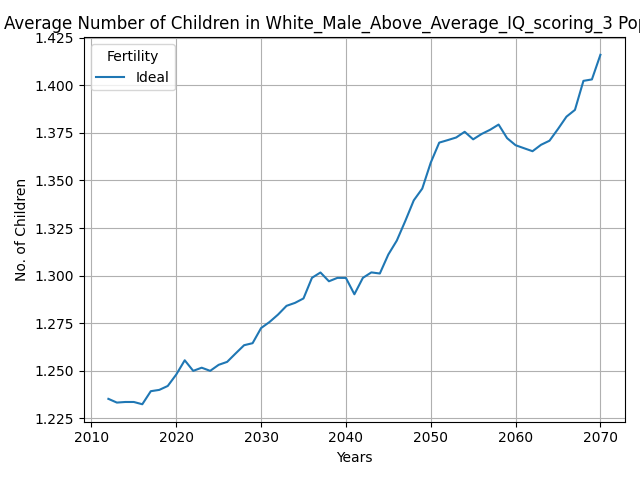 Average Number of Children in White_Male_Above_Average_IQ_scoring_3 Pop
Fertility
Ideal
1.425
1.400
1.375
1.350
1.325
1.300
1.275
1.250
1.225
No. of Children
2010 2020 2030 2040 2050 2060 2070
Years